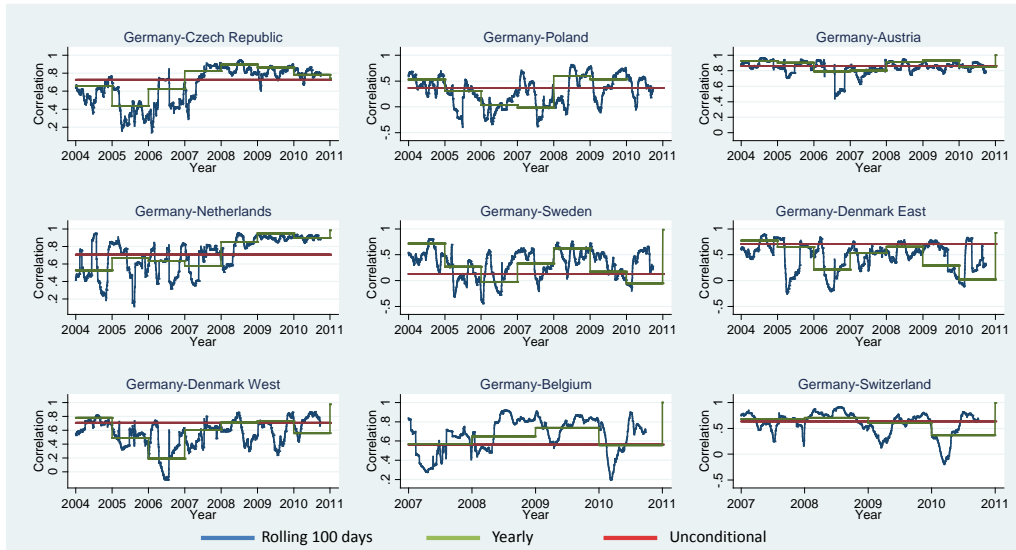 Germany-Czech Republic
Germany-Poland
Germany-Austria
Correlation
.2 .4 .6 .8 1
2004 2005 2006 2007 2008 2009 2010 2011
Year
Correlation
-.5 0 .5 1
2004 2005 2006 2007 2008 2009 2010 2011
Year
Correlation
0 .2 .4 .6 .8 1
2004 2005 2006 2007 2008 2009 2010 2011
Year
Germany-Netherlands
Germany-Sweden
Germany-Denmark East
Correlation
.2 .4 .6 .8 1
2004 2005 2006 2007 2008 2009 2010 2011
Year
Correlation
-.5 0 .5 1
2004 2005 2006 2007 2008 2009 2010 2011
Year
Correlation
-.5 0 .5 1
2004 2005 2006 2007 2008 2009 2010 2011
Year
Germany-Denmark West
Germany-Belgium
Germany-Switzerland
Correlation
0 .2 .4 .6 .8 1
2004 2005 2006 2007 2008 2009 2010 2011
Year
Correlation
.2 .4 .6 .8 1
2007 2008 2009 2010 2011
Year
Correlation
-.5 0 .5 1
2007 2008 2009 2010 2011
Year
Rolling 100 days
Yearly
Unconditional